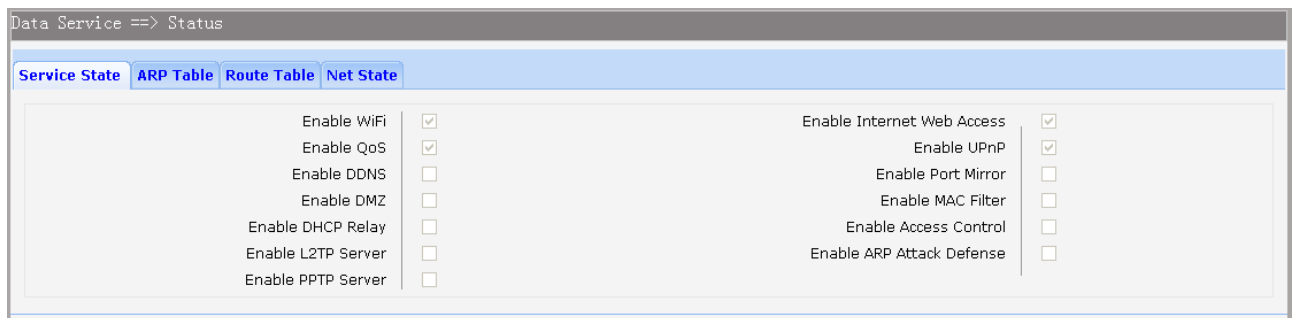 Data Service ==> Status
Service State ARP Table Route Table Net State
Enable WiFi Enable Internet Web Access
Enable QoS Enable UPnP
Enable DDNS Enable Port Mirror
Enable DMZ Enable MAC Filter
Enable DHCP Relay Enable Access Control
Enable L2TP Server Enable ARP Attack Defense
Enable PPTP Server